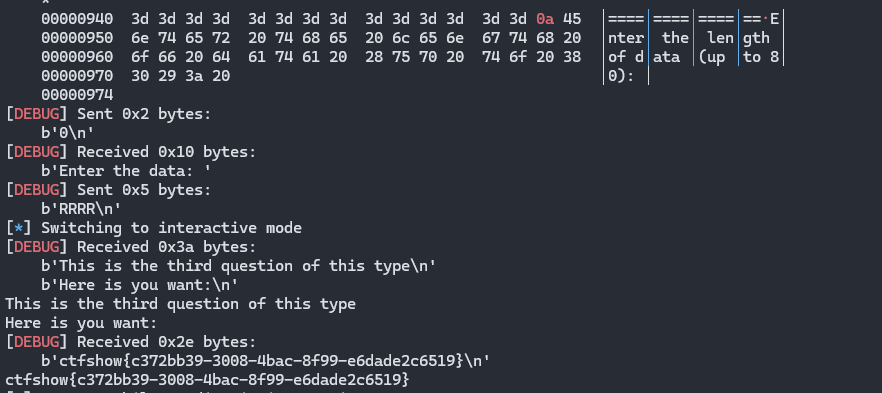 *
00000940  3d 3d 3d 3d  3d 3d 3d 3d  3d 3d 3d 3d  3d 3d 0a 45  │====│====│====│==·E│
00000950  6e 74 65 72  20 74 68 65  20 6c 65 6e  67 74 68 20  │nter│ the│ len│gth │
00000960  6f 66 20 64  61 74 61 20  28 75 70 20  74 6f 20 38  │of d│ata │(up │to 8│
00000970  30 29 3a 20  │0): │
00000974
[DEBUG] Sent 0x2 bytes:
b'0\n'
[DEBUG] Received 0x10 bytes:
b'Enter the data: '
[DEBUG] Sent 0x5 bytes:
b'RRRR\n'
[*] Switching to interactive mode
[DEBUG] Received 0x3a bytes:
b'This is the third question of this type\n'
b'Here is you want:\n'
This is the third question of this type
Here is you want:
[DEBUG] Received 0x2e bytes:
b'ctfshow{c372bb39-3008-4bac-8f99-e6dade2c6519}\n'
ctfshow{c372bb39-3008-4bac-8f99-e6dade2c6519}